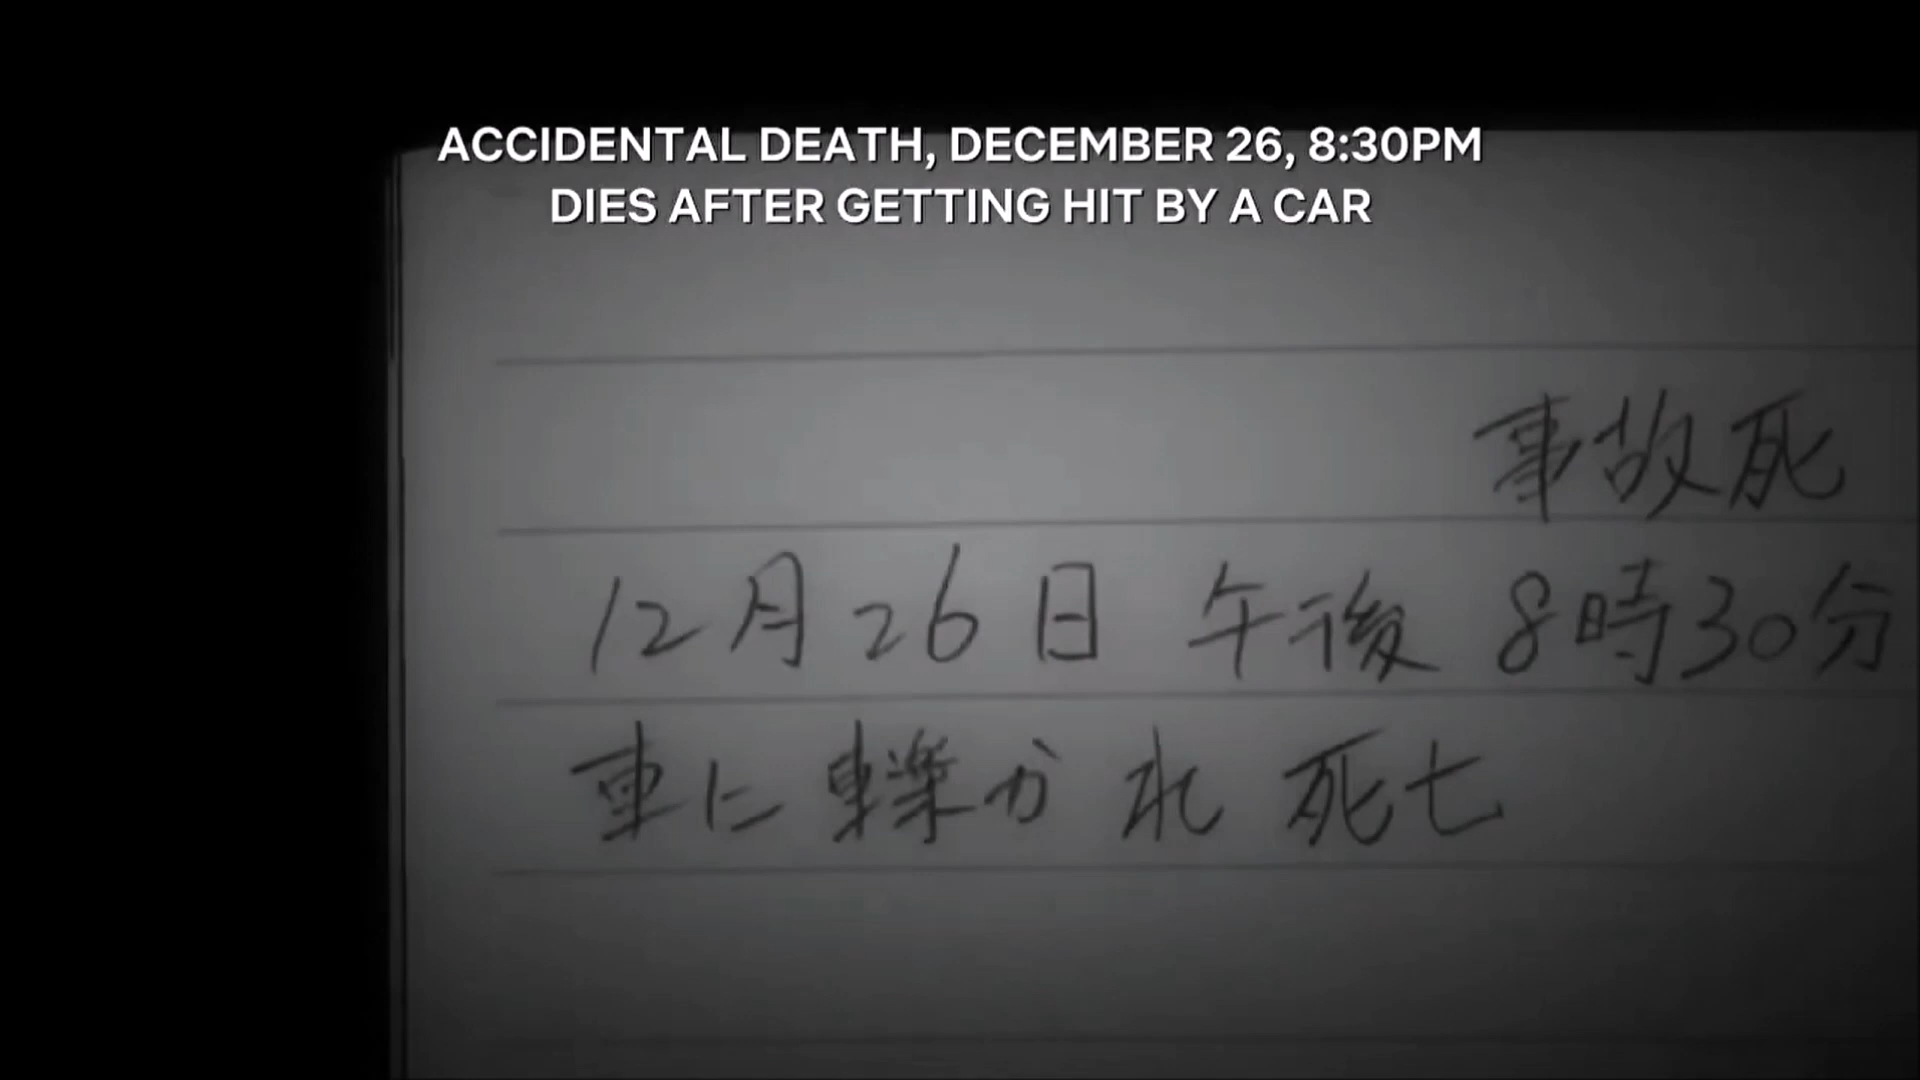 ACCIDENTAL DEATH, DECEMBER 26, 8:30PM
DIES AFTER GETTING HIT BY A CAR
事故死
12月26日 午後 8時30分
車に轢かれ 死亡